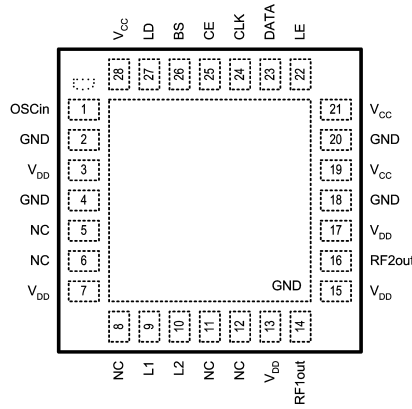 VCC LD BS CE CLK DATA LE
28 27 26 25 24 23 22
OSCin 1 21 VCC
GND 2 20 GND
VDD 3 19 VCC
GND 4 18 GND
NC 5 17 VDD
NC 6 16 RF2out
VDD 7 15 VDD
GND
8 9 10 11 12 13 14
NC L1 L2 NC NC VDD RF1out